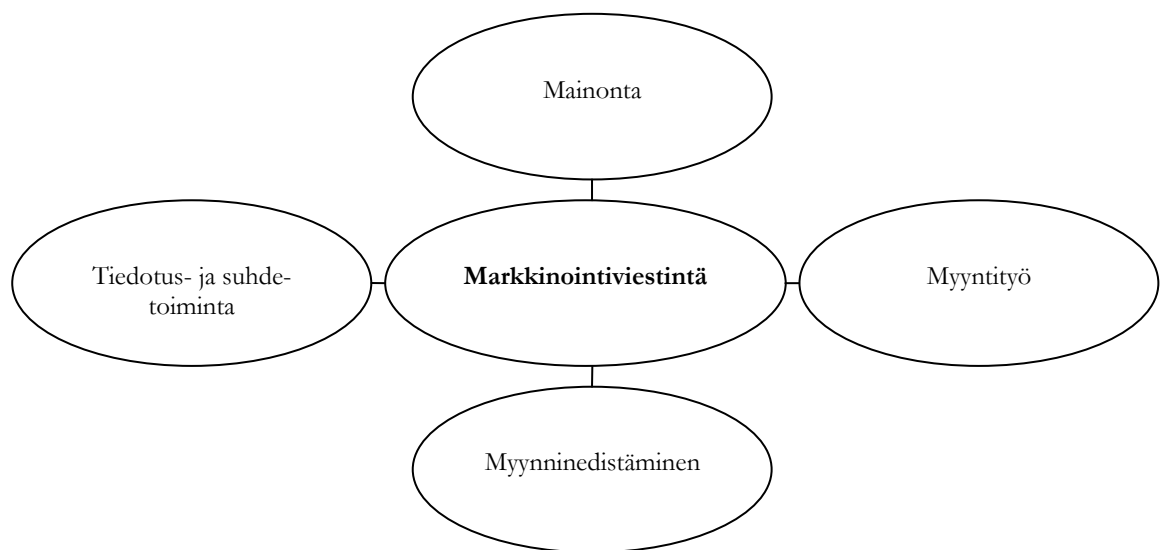 Mainonta
Tiedotus- ja suhde-
toiminta
Markkinointiviestintä
Myyntityö
Myynninedistäminen